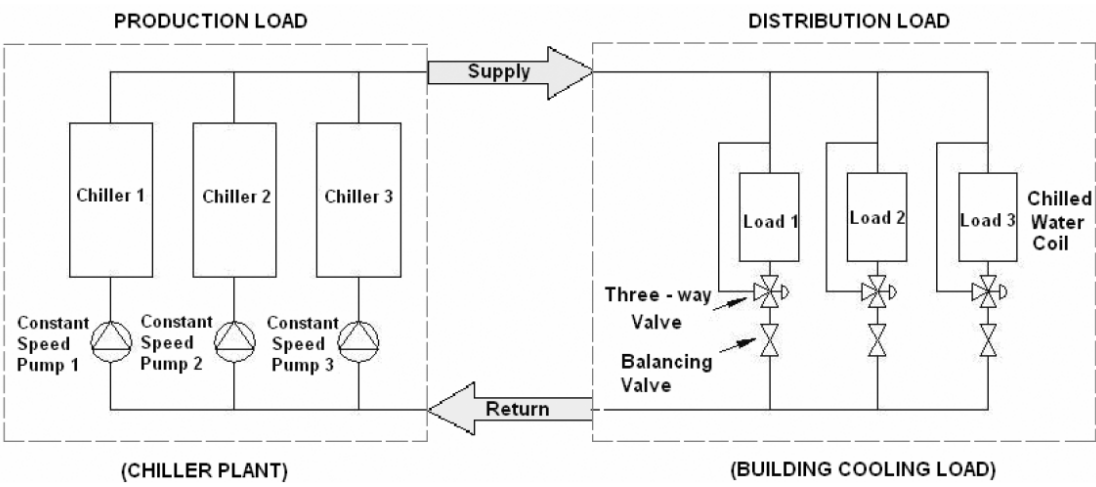 PRODUCTION LOAD
DISTRIBUTION LOAD
Supply
Chiller 1
Chiller 2
Chiller 3
Load 1
Load 2
Load 3
Chilled
Water
Coil
Constant
Speed
Pump 1
Constant
Speed
Pump 2
Constant
Speed
Pump 3
Three - way
Valve
Balancing
Valve
Return
(CHILLER PLANT)
(BUILDING COOLING LOAD)